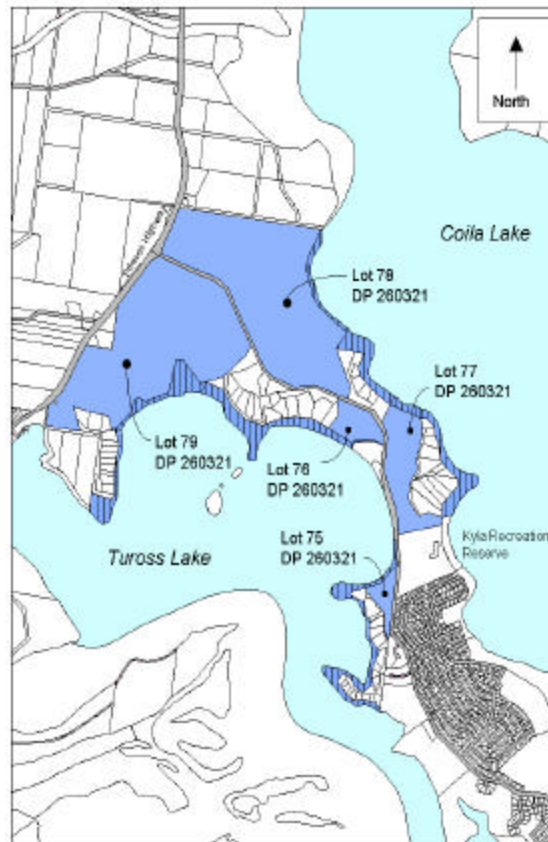 North
Coila Lake
Lot 78
DP 260321
Lot 77
DP 260321
Lot 79
DP 260321
Lot 76
DP 260321
Lot 75
DP 260321
Kyla Recreation
Reserve
Tuross Lake